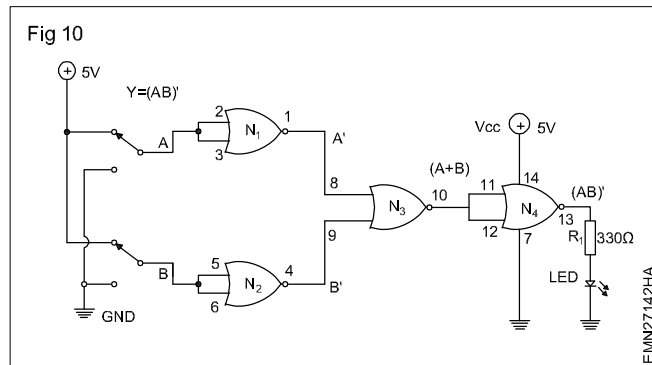 Fig 10
5V
Y=(AB)'
A
2
3
N1
1
A'
8
9
N3
(A+B)
10
Vcc
5V
11
12
14
N4
7
(AB)'
13
R1
330Ω
LED
B
5
6
N2
4
B'
GND
EMN27142HA